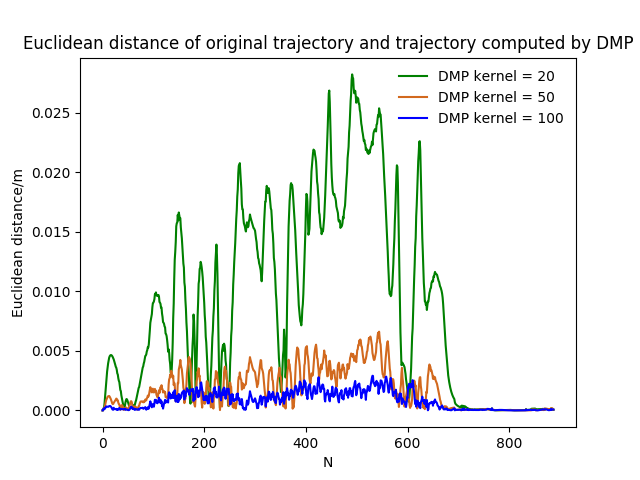 Euclidean distance of original trajectory and trajectory computed by DMP
DMP kernel = 20
DMP kernel = 50
DMP kernel = 100
Euclidean distance/m
0.025
0.020
0.015
0.010
0.005
0.000
0
200
400
600
800
N